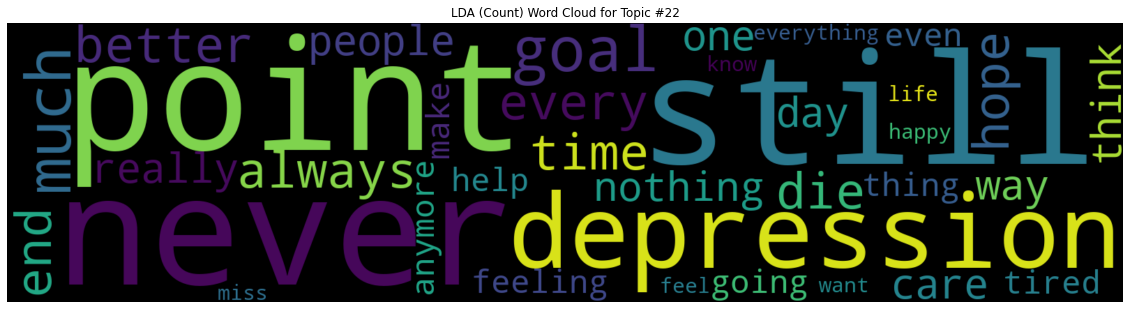 LDA (Count) Word Cloud for Topic #22
better
people
goal
one
everything
even
much
point
know
still
life
hope
think
every
day
happy
make
time
really
always
anymore
help
nothing
die
thing
way
end
never
depression
miss
feeling
feel
going
want
care
tired